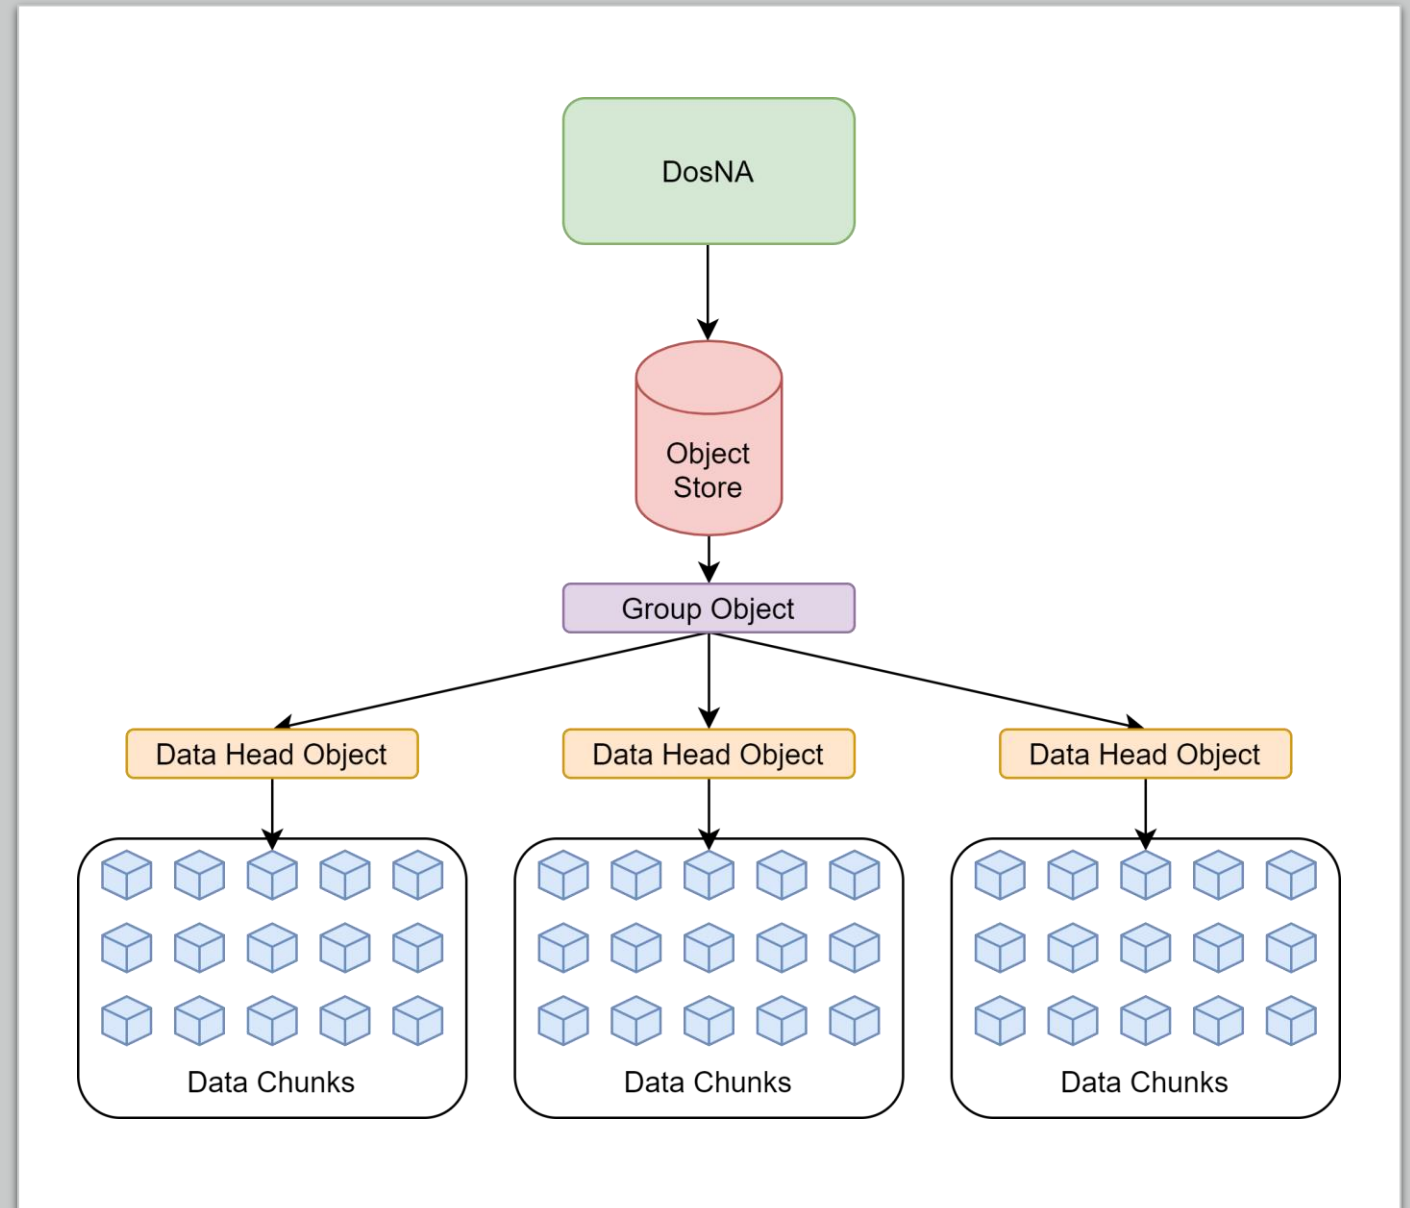 DosNA
Object
Store
Group Object
Data Head Object
Data Head Object
Data Head Object
Data Chunks
Data Chunks
Data Chunks